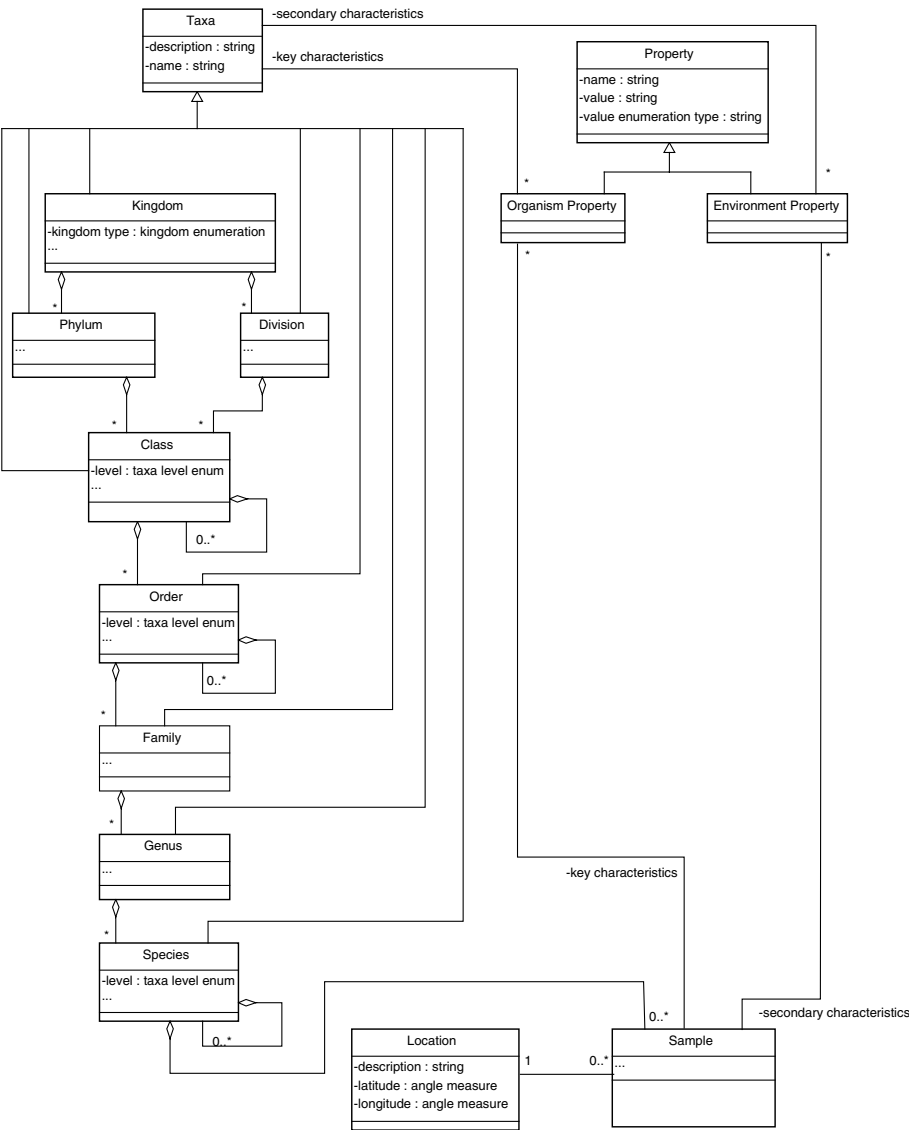 Taxa
-description : string
-name : string
-secondary characteristics
-key characteristics
Property
-name : string
-value : string
-value enumeration type : string
*
*
Organism Property
Environment Property
*
*
Kingdom
-kingdom type : kingdom enumeration
...
*
*
Phylum
...
Division
...
*
*
Class
-level : taxa level enum
...
0..*
*
Order
-level : taxa level enum
...
0..*
*
Family
...
*
Genus
...
-key characteristics
*
Species
-level : taxa level enum
...
0..*
0..*
-secondary characteristics
Location
-description : string
-latitude : angle measure
-longitude : angle measure
1
0..*
Sample
...